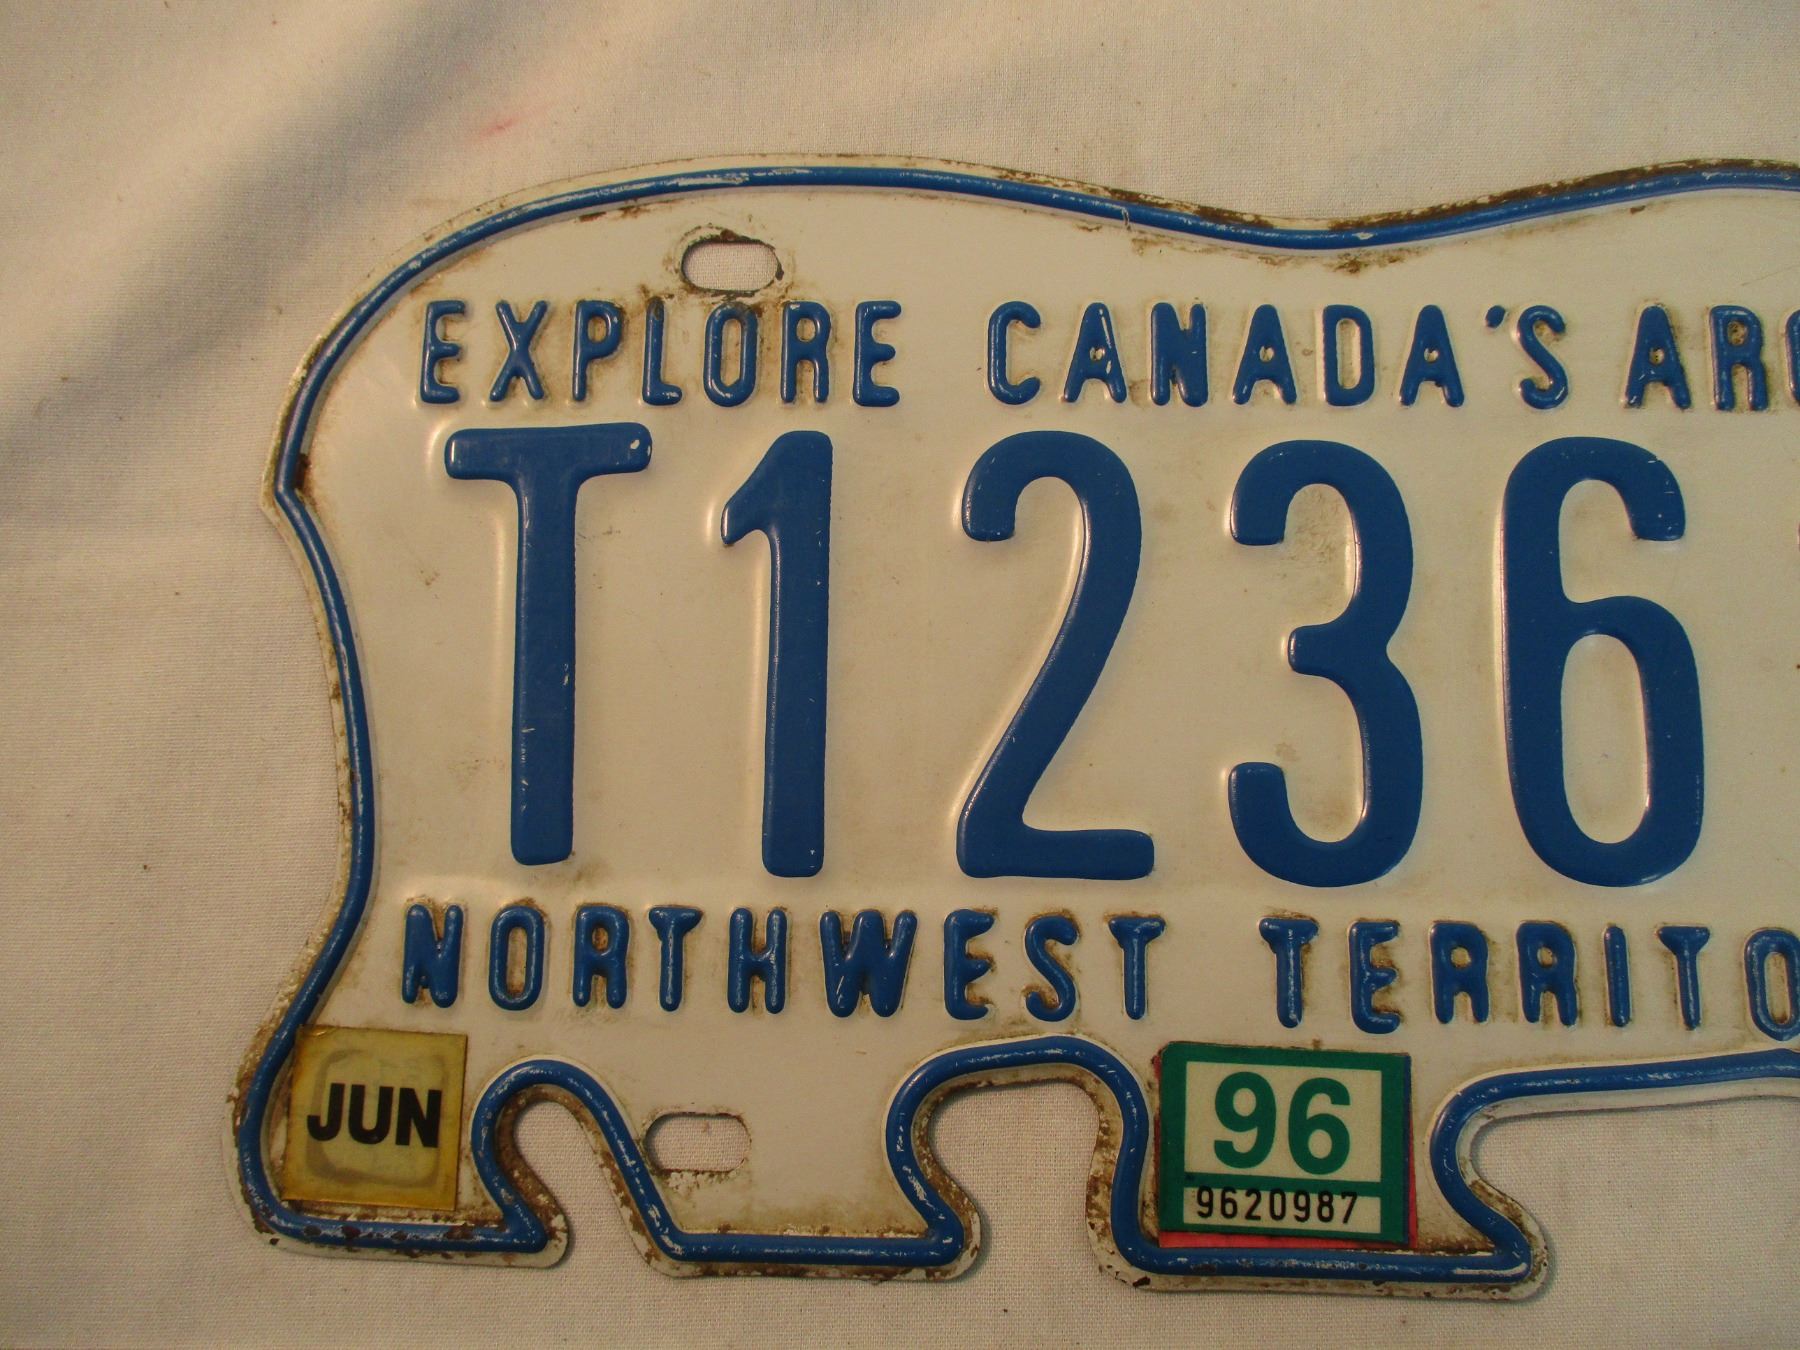 EXPLORE CANADA'S ARC
T1236
NORTHWEST TERRITO
JUN
96
9620987